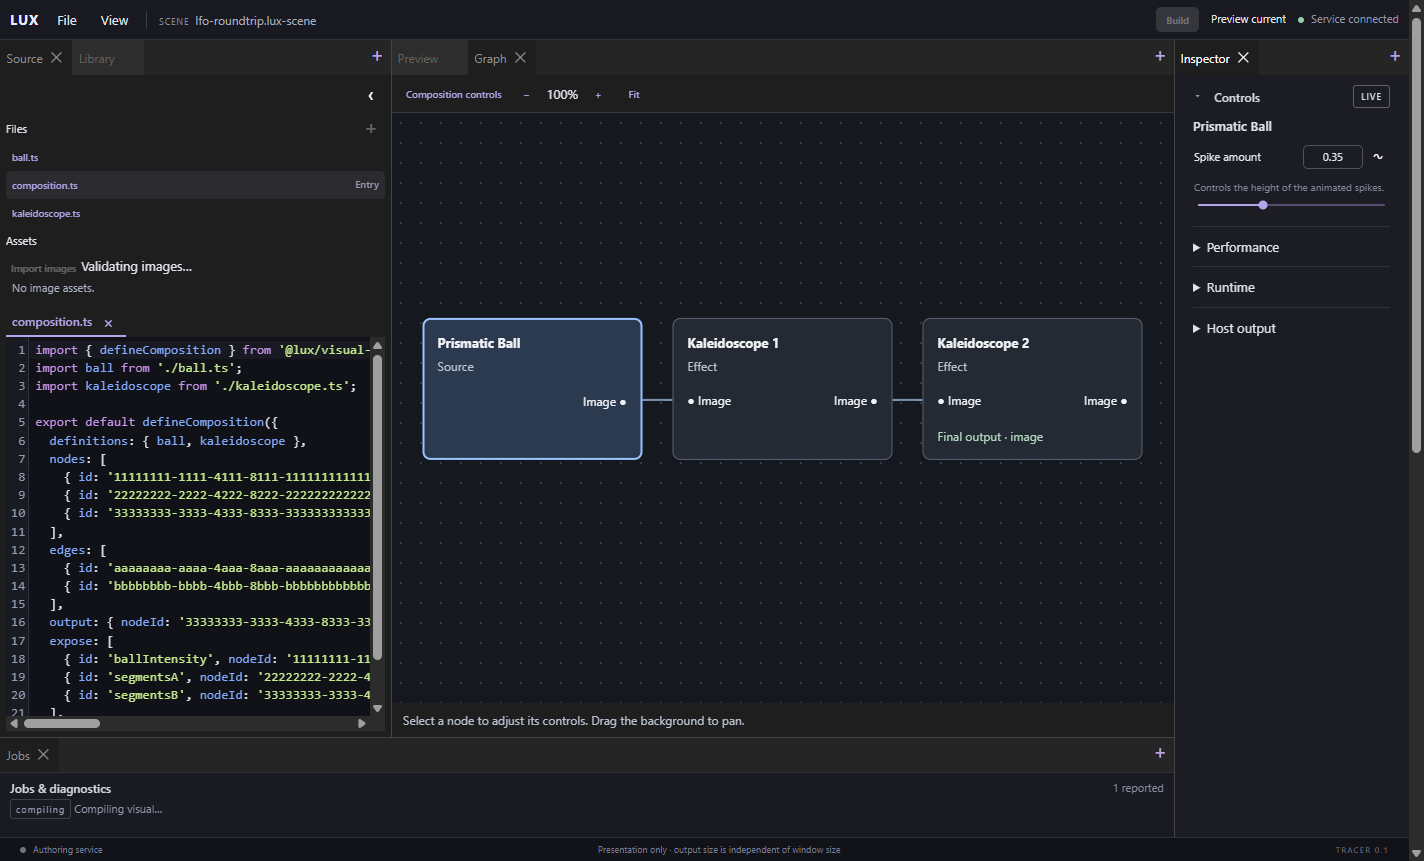 LUX File View SCENE lfo-roundtrip.lux-scene Build Preview current Service connected
Source Library
Files
ball.ts
composition.ts Entry
kaleidoscope.ts
Assets
Import images Validating images...
No image assets.
composition.ts
1 import { defineComposition } from '@lux/visual-
2 import ball from './ball.ts';
3 import kaleidoscope from './kaleidoscope.ts';
4
5 export default defineComposition({
6 definitions: { ball, kaleidoscope },
7 nodes: [
8 { id: '11111111-1111-4111-8111-111111111111
9 { id: '22222222-2222-4222-8222-222222222222
10 { id: '33333333-3333-4333-8333-333333333333
11 ],
12 edges: [
13 { id: 'aaaaaaaa-aaaa-4aaa-8aaa-aaaaaaaaaaaa
14 { id: 'bbbbbbbb-bbbb-4bbb-8bbb-bbbbbbbbbbbb
15 ],
16 output: { nodeId: '33333333-3333-4333-8333-33
17 expose: [
18 { id: 'ballIntensity', nodeId: '11111111-11
19 { id: 'segmentsA', nodeId: '22222222-2222-4
20 { id: 'segmentsB', nodeId: '33333333-3333-4
21 ],
Preview Graph
Composition controls − 100% + Fit
Prismatic Ball
Source
Image
Kaleidoscope 1
Effect
Image Image
Kaleidoscope 2
Effect
Image Image
Final output · image
Select a node to adjust its controls. Drag the background to pan.
Inspector
Controls LIVE
Prismatic Ball
Spike amount 0.35
Controls the height of the animated spikes.
Performance
Runtime
Host output
Jobs
Jobs & diagnostics 1 reported
compiling Compiling visual...
Authoring service Presentation only · output size is independent of window size TRACER 0.1